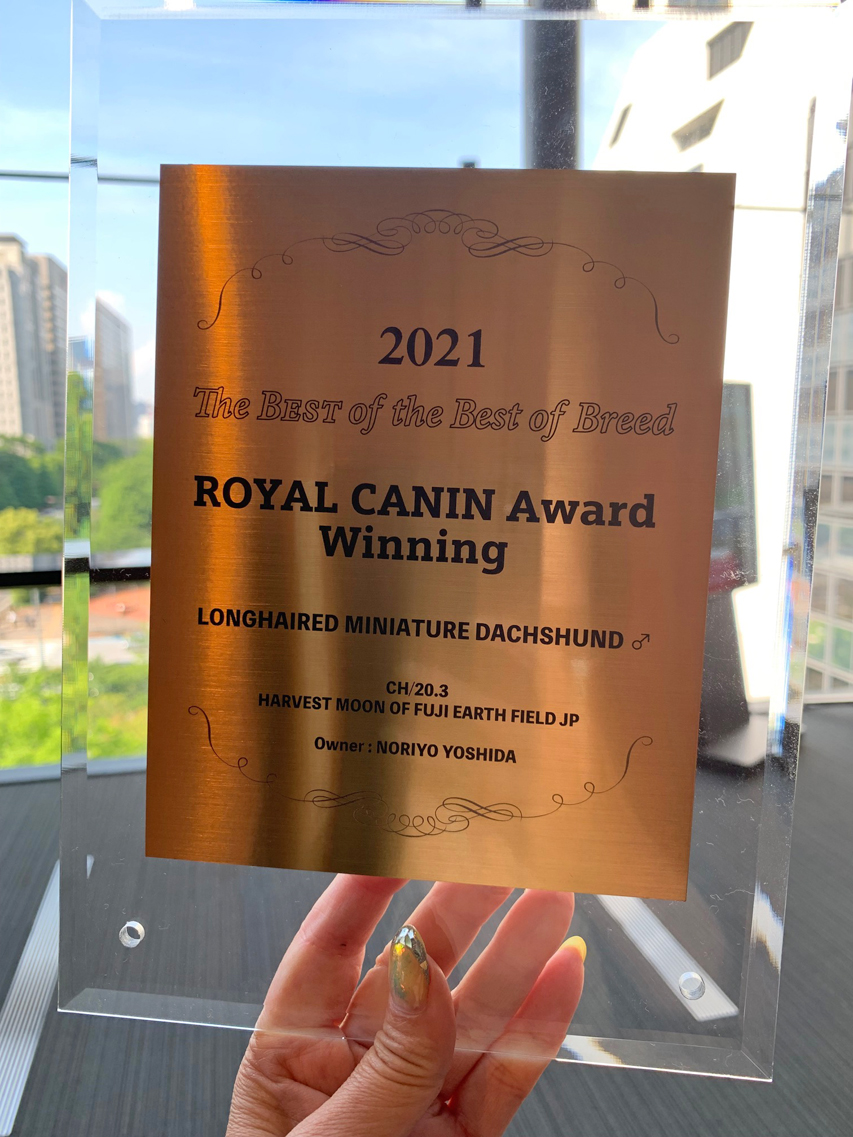 2021
The BEST of the Best of Breed
ROYAL CANIN Award
Winning
LONGHAIRED MINIATURE DACHSHUND ♂
CH/20.3
HARVEST MOON OF FUJI EARTH FIELD JP
Owner : NORIYO YOSHIDA